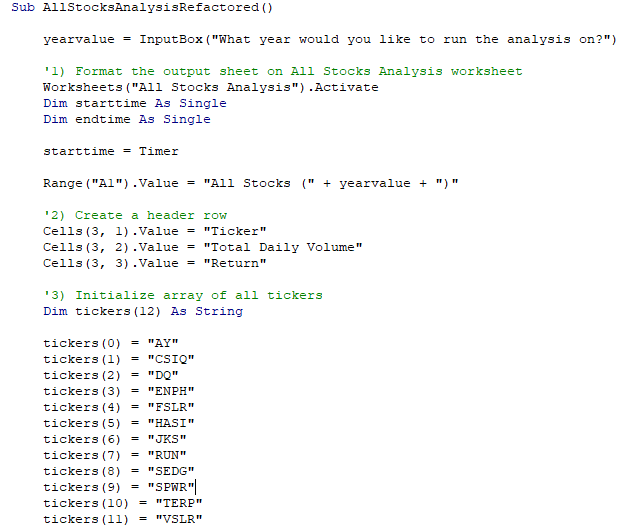 Sub AllStocksAnalysisRefactored()
yearvalue = InputBox("What year would you like to run the analysis on?")
'1) Format the output sheet on All Stocks Analysis worksheet
Worksheets("All Stocks Analysis").Activate
Dim starttime As Single
Dim endtime As Single
starttime = Timer
Range("A1").Value = "All Stocks (" + yearvalue + ")"
'2) Create a header row
Cells(3, 1).Value = "Ticker"
Cells(3, 2).Value = "Total Daily Volume"
Cells(3, 3).Value = "Return"
'3) Initialize array of all tickers
Dim tickers(12) As String
tickers(0) = "AY"
tickers(1) = "CSIQ"
tickers(2) = "DQ"
tickers(3) = "ENPH"
tickers(4) = "FSLR"
tickers(5) = "HASI"
tickers(6) = "JKS"
tickers(7) = "RUN"
tickers(8) = "SEDG"
tickers(9) = "SPWR"
tickers(10) = "TERP"
tickers(11) = "VSLR"